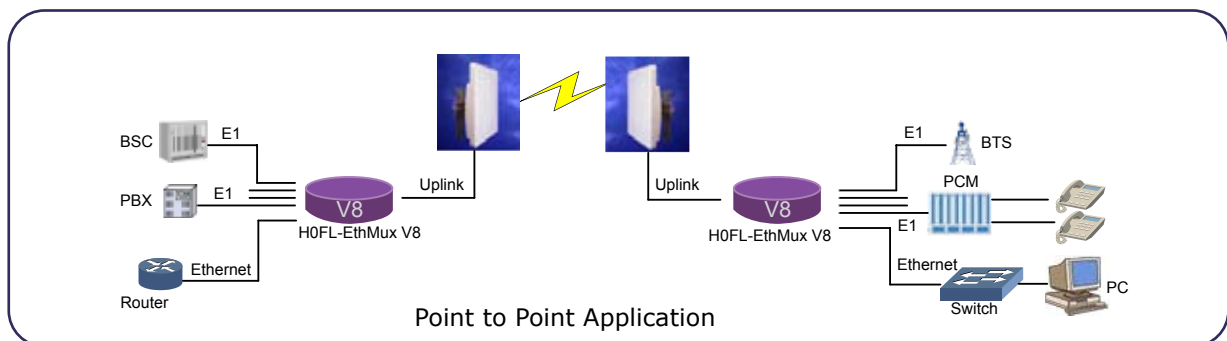 BSC
E1
PBX
E1
V8
H0FL-EthMux V8
Uplink
Router
Ethernet
Uplink
V8
H0FL-EthMux V8
E1
BTS
PCM
E1
Ethernet
Switch
PC
Point to Point Application